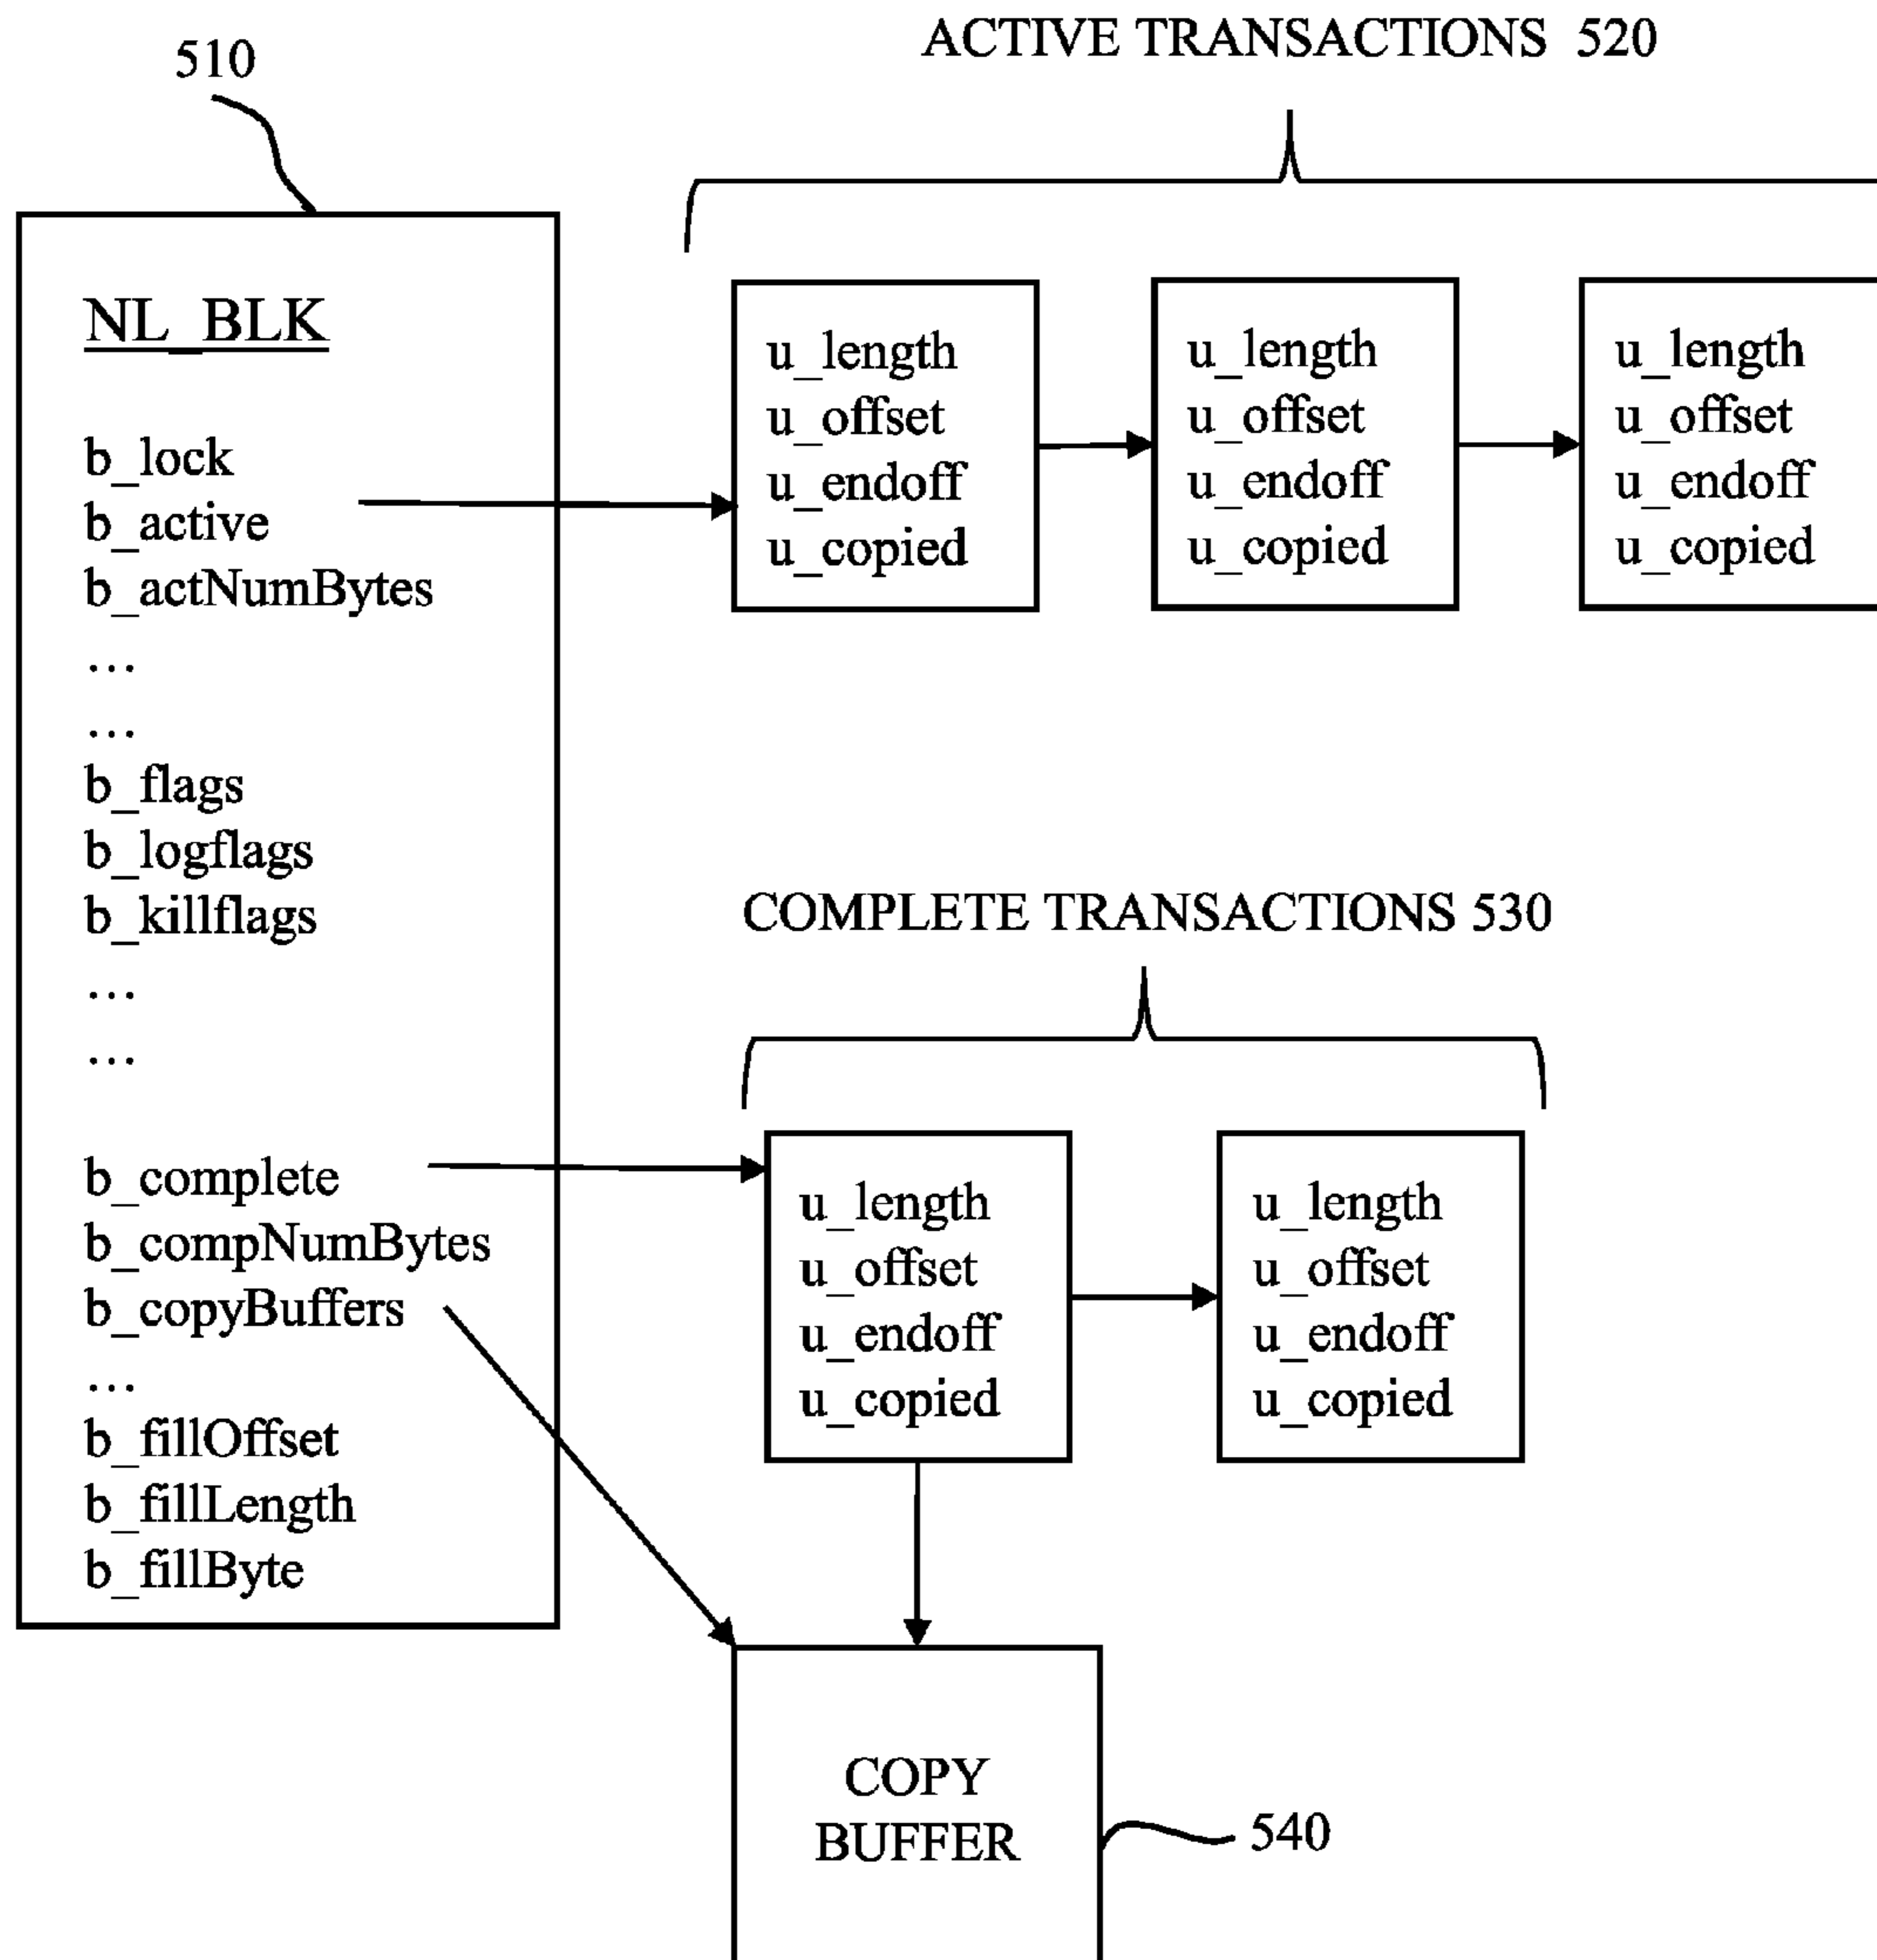 510
ACTIVE TRANSACTIONS 520
NL_BLK
b_lock
b_active
b_actNumBytes
...
...
b_flags
b_logflags
b_killflags
...
...
b_complete
b_compNumBytes
b_copyBuffers
...
b_fillOffset
b_fillLength
b_fillByte
u_length
u_offset
u_endoff
u_copied
u_length
u_offset
u_endoff
u_copied
u_length
u_offset
u_endoff
u_copied
COMPLETE TRANSACTIONS 530
u_length
u_offset
u_endoff
u_copied
u_length
u_offset
u_endoff
u_copied
COPY
BUFFER
540